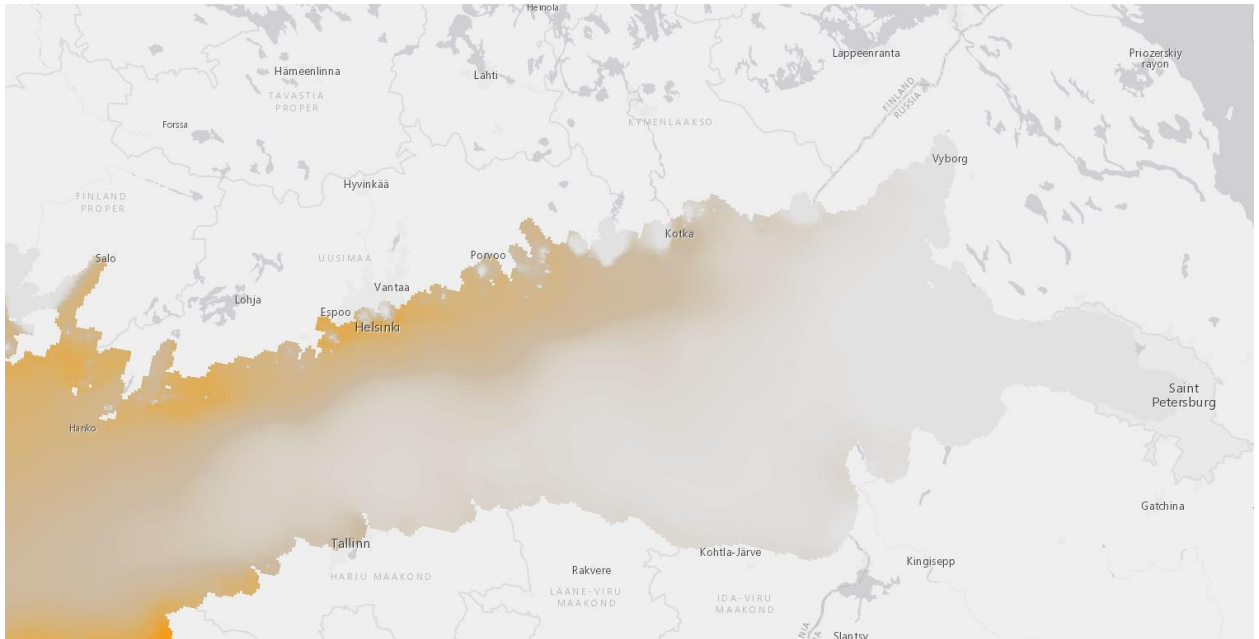 Heinola
Lappeenranta
Priozerskiy
rayon
Hämeenlinna
Lahti
TAVASTIA
PROPER
FINLAND
RUSSIA
Forssa
KYMENLAAKSO
Vyborg
Hyvinkää
FINLAND
PROPER
Kotka
Salo
UUSIMAA
Porvoo
Vantaa
Lohja
Espoo
Helsinki
Saint
Petersburg
Hanko
Gatchina
Tallinn
Kohtla-Järve
Kingisepp
Rakvere
HARJU MAAKOND
LÄÄNE-VIRU
MAAKOND
IDA-VIRU
MAAKOND
Slantsy